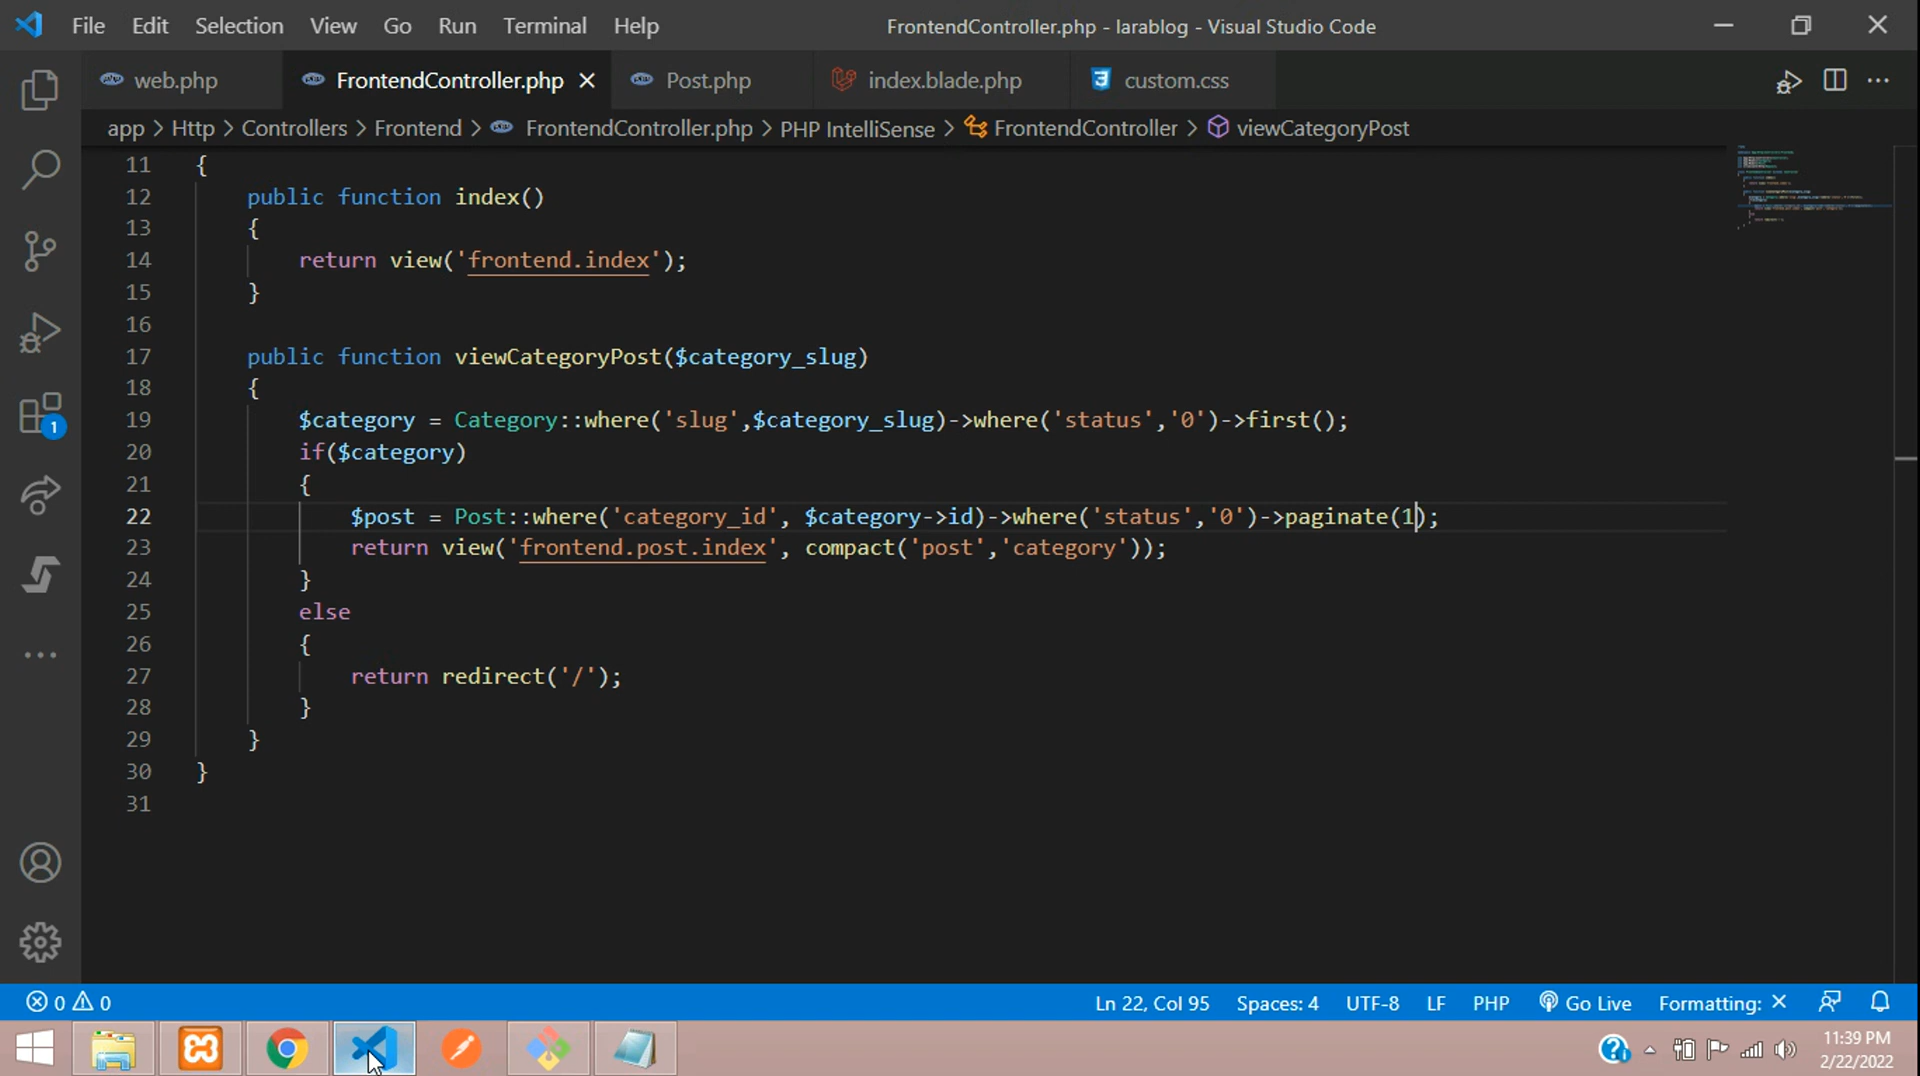 File Edit Selection View Go Run Terminal Help FrontendController.php - larablog - Visual Studio Code
web.php FrontendController.php Post.php index.blade.php custom.css
app > Http > Controllers > Frontend > FrontendController.php > PHP IntelliSense > FrontendController > viewCategoryPost
11 {
12 public function index()
13 {
14 return view('frontend.index');
15 }
16
17 public function viewCategoryPost($category_slug)
18 {
19 $category = Category::where('slug',$category_slug)->where('status','0')->first();
20 if($category)
21 {
22 $post = Post::where('category_id', $category->id)->where('status','0')->paginate(1);
23 return view('frontend.post.index', compact('post','category'));
24 }
25 else
26 {
27 return redirect('/');
28 }
29 }
30 }
31
1
0 0 Ln 22, Col 95 Spaces: 4 UTF-8 LF PHP Go Live Formatting: ×
11:39 PM
2/22/2022